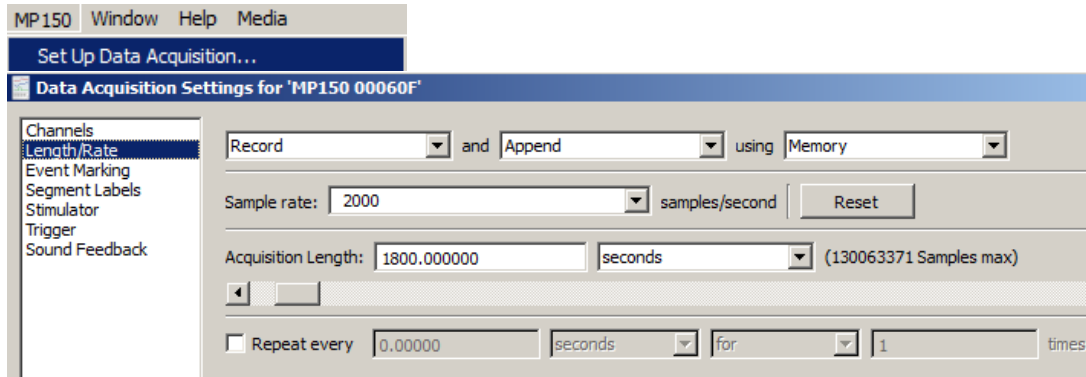 MP150 Window Help Media
Set Up Data Acquisition...
Data Acquisition Settings for 'MP150 00060F'
Channels
Length/Rate
Event Marking
Segment Labels
Stimulator
Trigger
Sound Feedback
Record and Append using Memory
Sample rate: 2000 samples/second Reset
Acquisition Length: 1800.000000 seconds (130063371 Samples max)
Repeat every 0.00000 seconds for 1 times